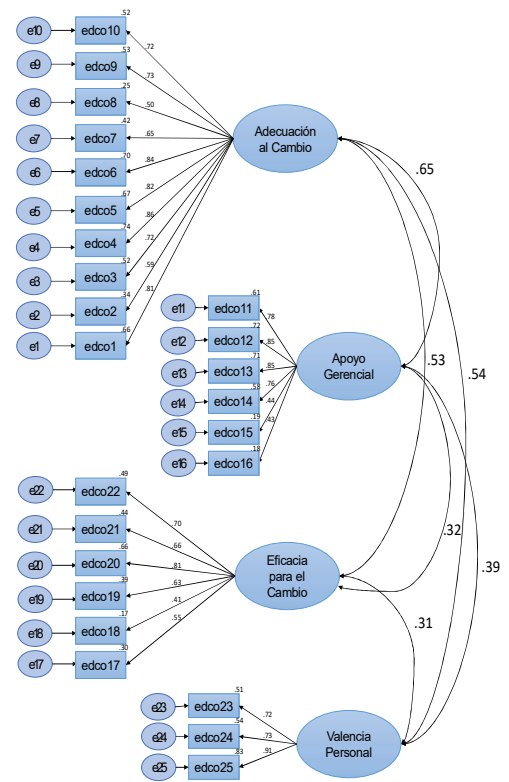 .52
e10 edco10
.72
.53
e9 edco9
.73
.25
e8 edco8
.50
.42
e7 edco7
.65
.70
e6 edco6
.84
.67
e5 edco5
.82
.74
e4 edco4
.86
.52
e3 edco3
.72
.34
e2 edco2
.59
.66
e1 edco1
.81
Adecuación
al Cambio
.65
.61
e11 edco11
.78
.72
e12 edco12
.85
.71
e13 edco13
.85
.58
e14 edco14
.76
.19
e15 edco15
.44
.18
e16 edco16
.43
Apoyo
Gerencial
.53
.54
.49
e22 edco22
.70
.44
e21 edco21
.66
.66
e20 edco20
.81
.39
e19 edco19
.63
.17
e18 edco18
.41
.30
e17 edco17
.55
Eficacia
para el
Cambio
.32
.39
.31
.51
e23 edco23
.72
.54
e24 edco24
.73
.83
e25 edco25
.91
Valencia
Personal